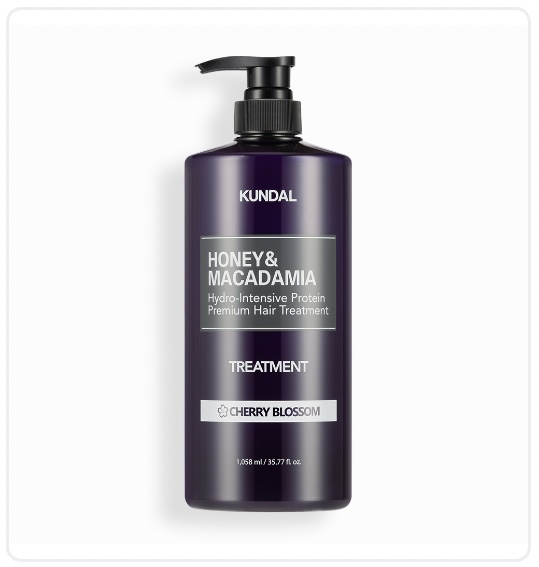 KUNDAL
HONEY&
MACADAMIA
Hydro-Intensive Protein
Premium Hair Treatment
TREATMENT
CHERRY BLOSSOM
1,058 ml / 35.77 fl. oz.